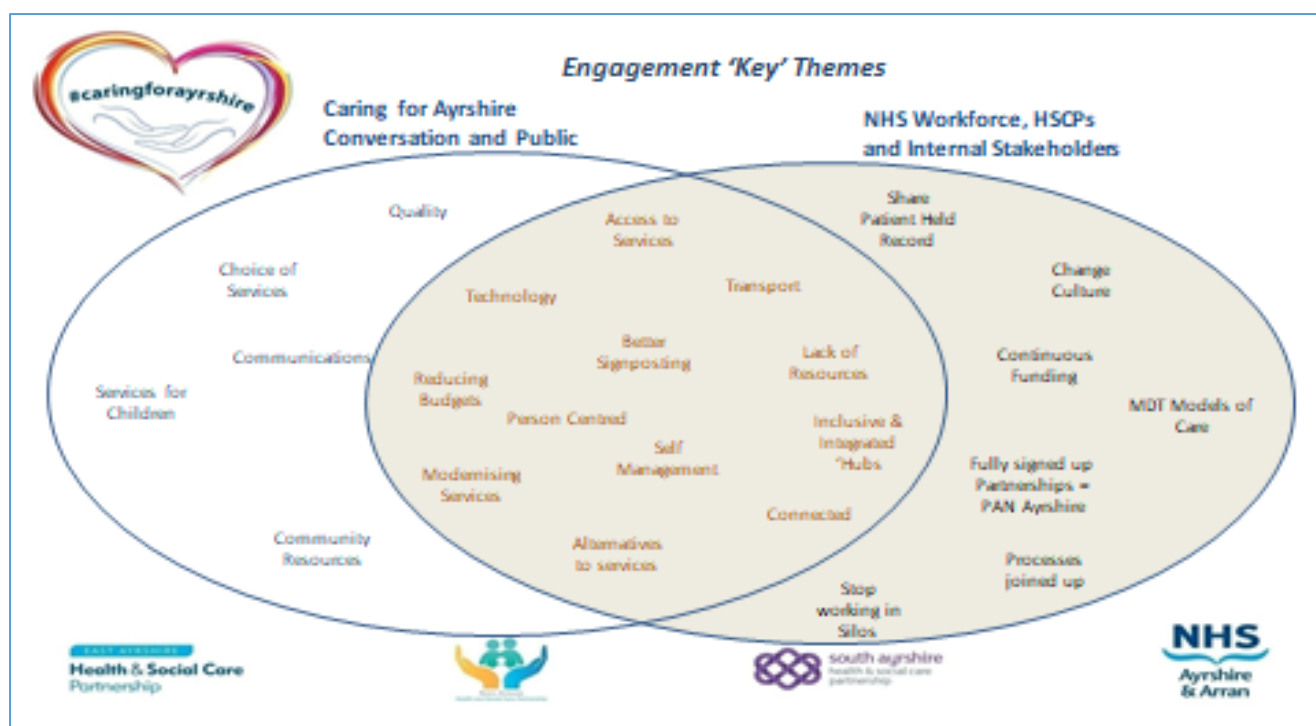 #caringforayrshire
Engagement 'Key' Themes
Caring for Ayrshire
Conversation and Public
NHS Workforce, HSCPs
and Internal Stakeholders
Quality
Choice of
Services
Communications
Services for
Children
Community
Resources
Access to
Services
Technology
Transport
Better
Signposting
Lack of
Resources
Reducing
Budgets
Person Centred
Inclusive &
Integrated
'Hubs
Self
Management
Modernising
Services
Connected
Alternatives
to services
Share
Patient Held
Record
Change
Culture
Continuous
Funding
MDT Models of
Care
Fully signed up
Partnerships =
PAN Ayrshire
Processes
joined up
Stop
working in
Silos
EAST AYRSHIRE
Health & Social Care
Partnership
south ayrshire
health & social care
partnership
NHS
Ayrshire
& Arran